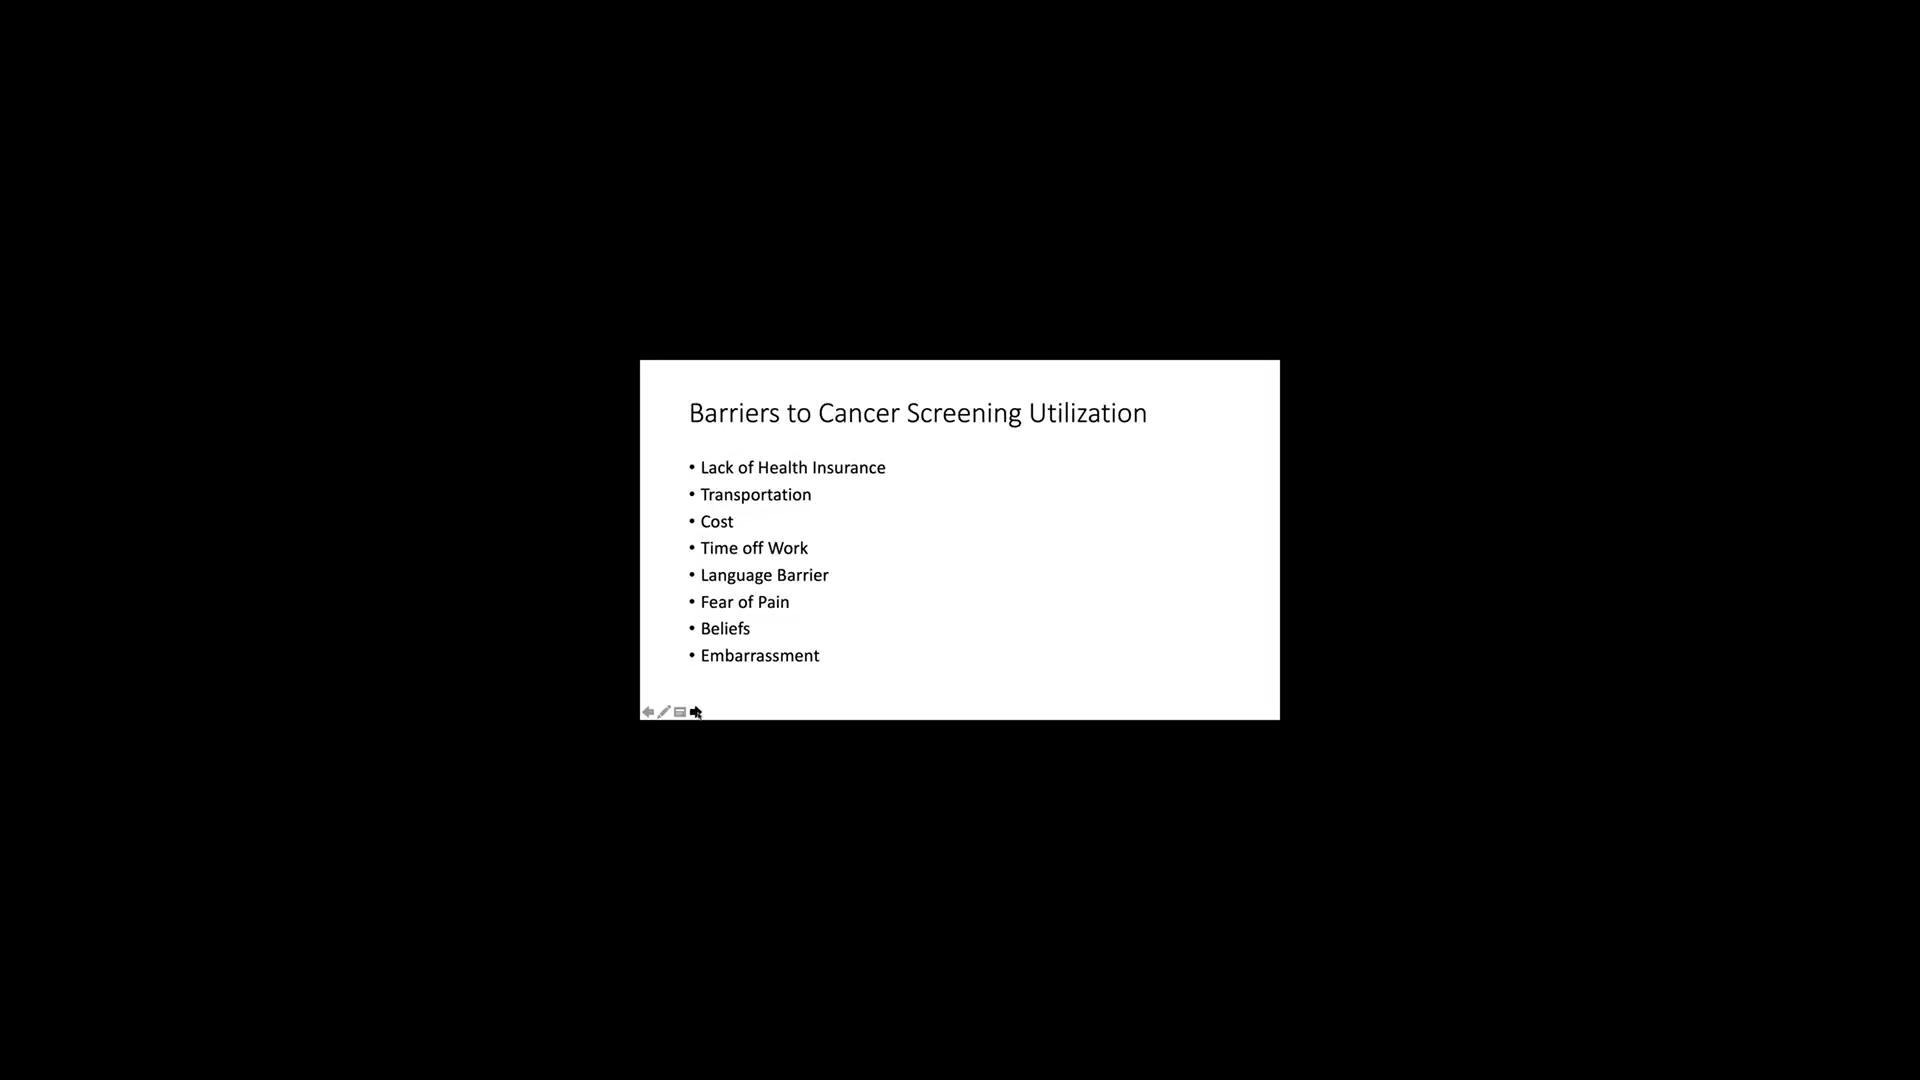 Barriers to Cancer Screening Utilization
• Lack of Health Insurance
• Transportation
• Cost
• Time off Work
• Language Barrier
• Fear of Pain
• Beliefs
• Embarrassment